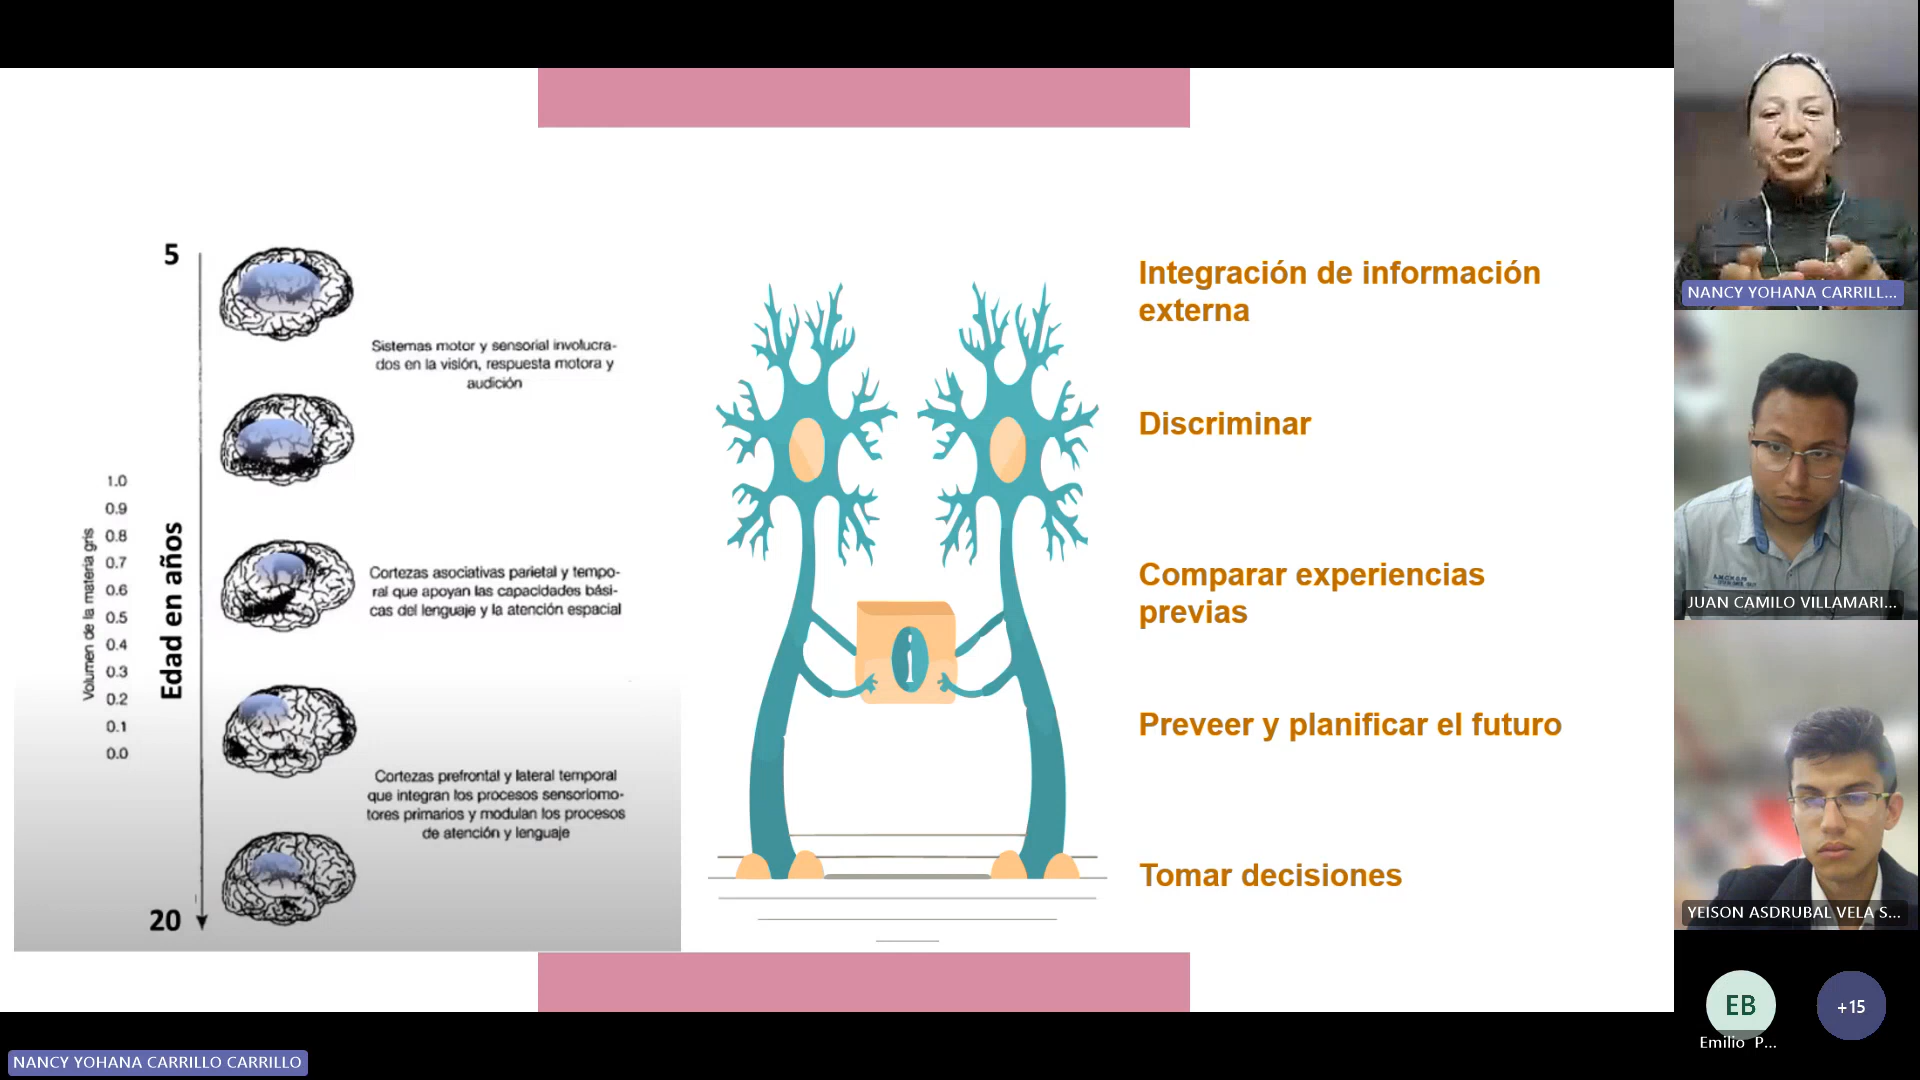 5
Sistemas motor y sensorial involucra-
dos en la visión, respuesta motora y
audición
Volumen de la materia gris
1.0
0.9
0.8
0.7
0.6
0.5
0.4
0.3
0.2
0.1
0.0
Edad en años
Cortezas asociativas parietal y tempo-
ral que apoyan las capacidades bási-
cas del lenguaje y la atención espacial
Cortezas prefrontal y lateral temporal
que integran los procesos sensoriomo-
tores primarios y modulan los procesos
de atención y lenguaje
20
i
Integración de información
externa
Discriminar
Comparar experiencias
previas
Preveer y planificar el futuro
Tomar decisiones
NANCY YOHANA CARRILL...
JUAN CAMILO VILLAMARI...
YEISON ASDRUBAL VELA S...
EB
Emilio P...
+15
NANCY YOHANA CARRILLO CARRILLO